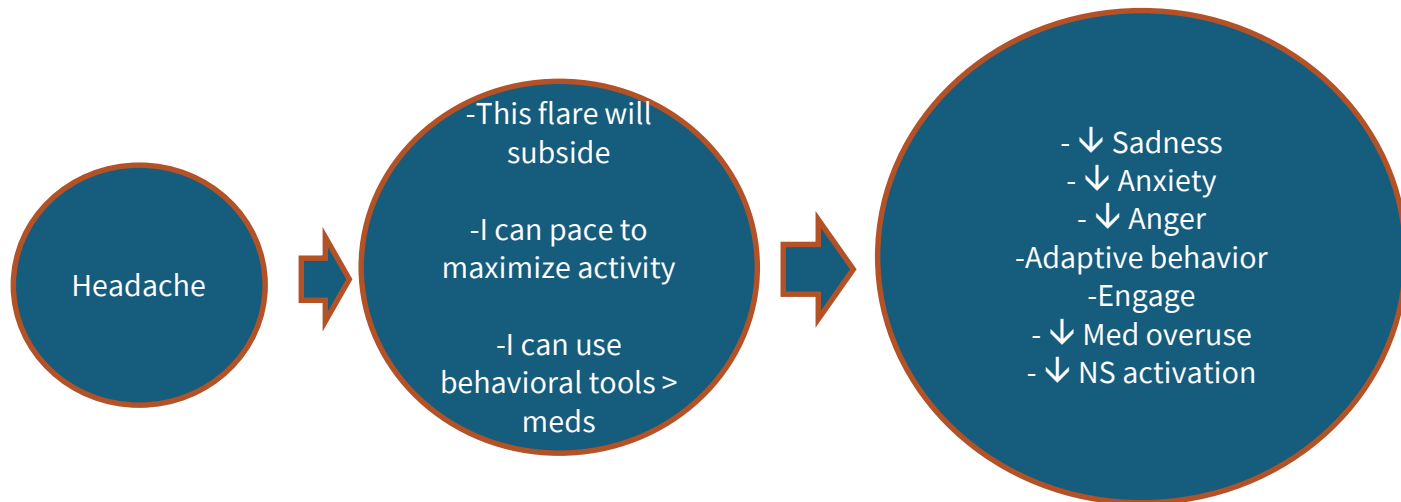 Headache
-This flare will
subside
-I can pace to
maximize activity
-I can use
behavioral tools >
meds
- ↓ Sadness
- ↓ Anxiety
- ↓ Anger
-Adaptive behavior
-Engage
- ↓ Med overuse
- ↓ NS activation